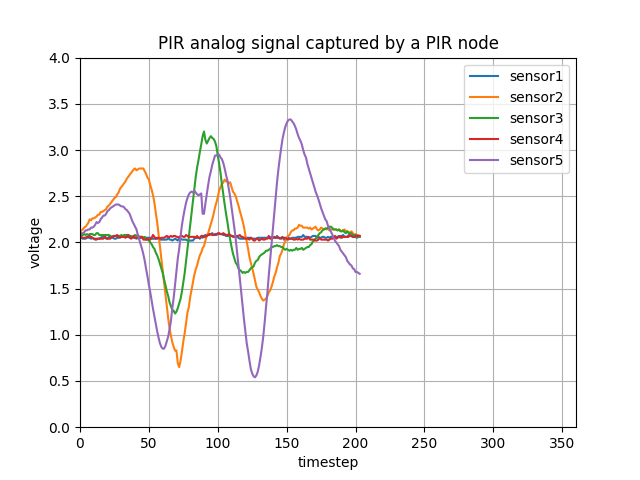 PIR analog signal captured by a PIR node
voltage
4.0
3.5
3.0
2.5
2.0
1.5
1.0
0.5
0.0
sensor1
sensor2
sensor3
sensor4
sensor5
0 50 100 150 200 250 300 350
timestep